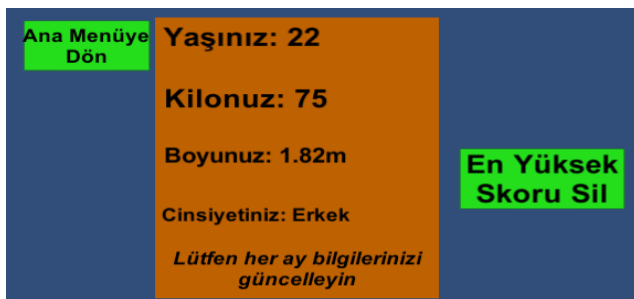 Ana Menüye
Dön
Yaşınız: 22
Kilonuz: 75
Boyunuz: 1.82m
Cinsiyetiniz: Erkek
Lütfen her ay bilgilerinizi
güncelleyin
En Yüksek
Skoru Sil